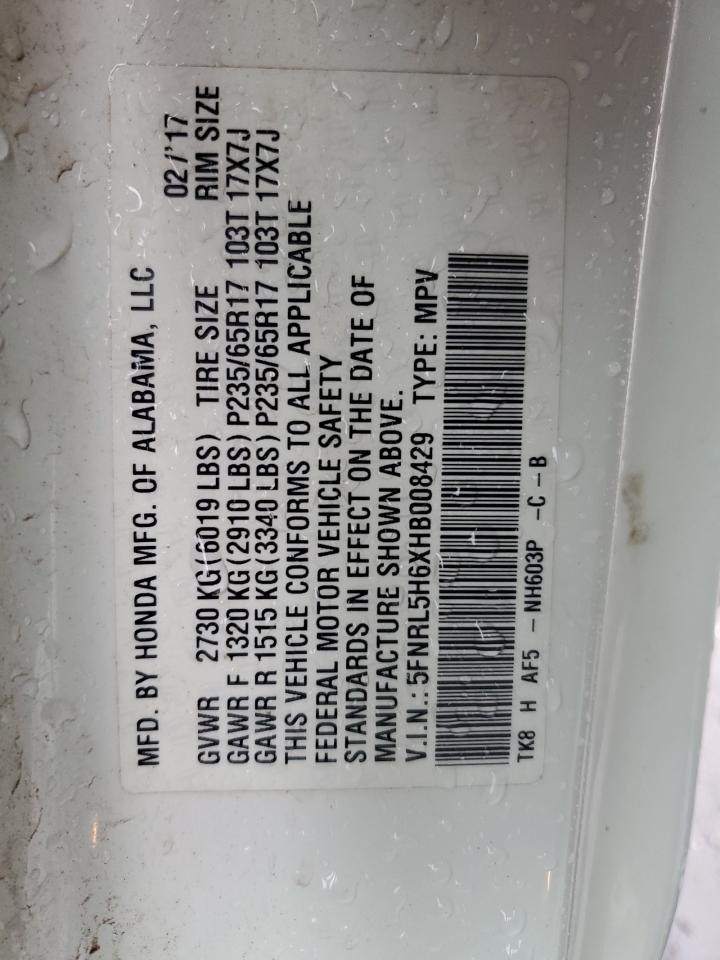 MFD. BY HONDA MFG. OF ALABAMA, LLC
02/'17
GVWR 2730 KG(6019 LBS) TIRE SIZE RIM SIZE
GAWR F 1320 KG(2910 LBS) P235/65R17 103T 17X7J
GAWR R 1515 KG(3340 LBS) P235/65R17 103T 17X7J
THIS VEHICLE CONFORMS TO ALL APPLICABLE
FEDERAL MOTOR VEHICLE SAFETY
STANDARDS IN EFFECT ON THE DATE OF
MANUFACTURE SHOWN ABOVE.
V.I.N.: 5FNRL5H6XHB008429 TYPE: MPV
TK8 H AF5 - NH603P -C - B